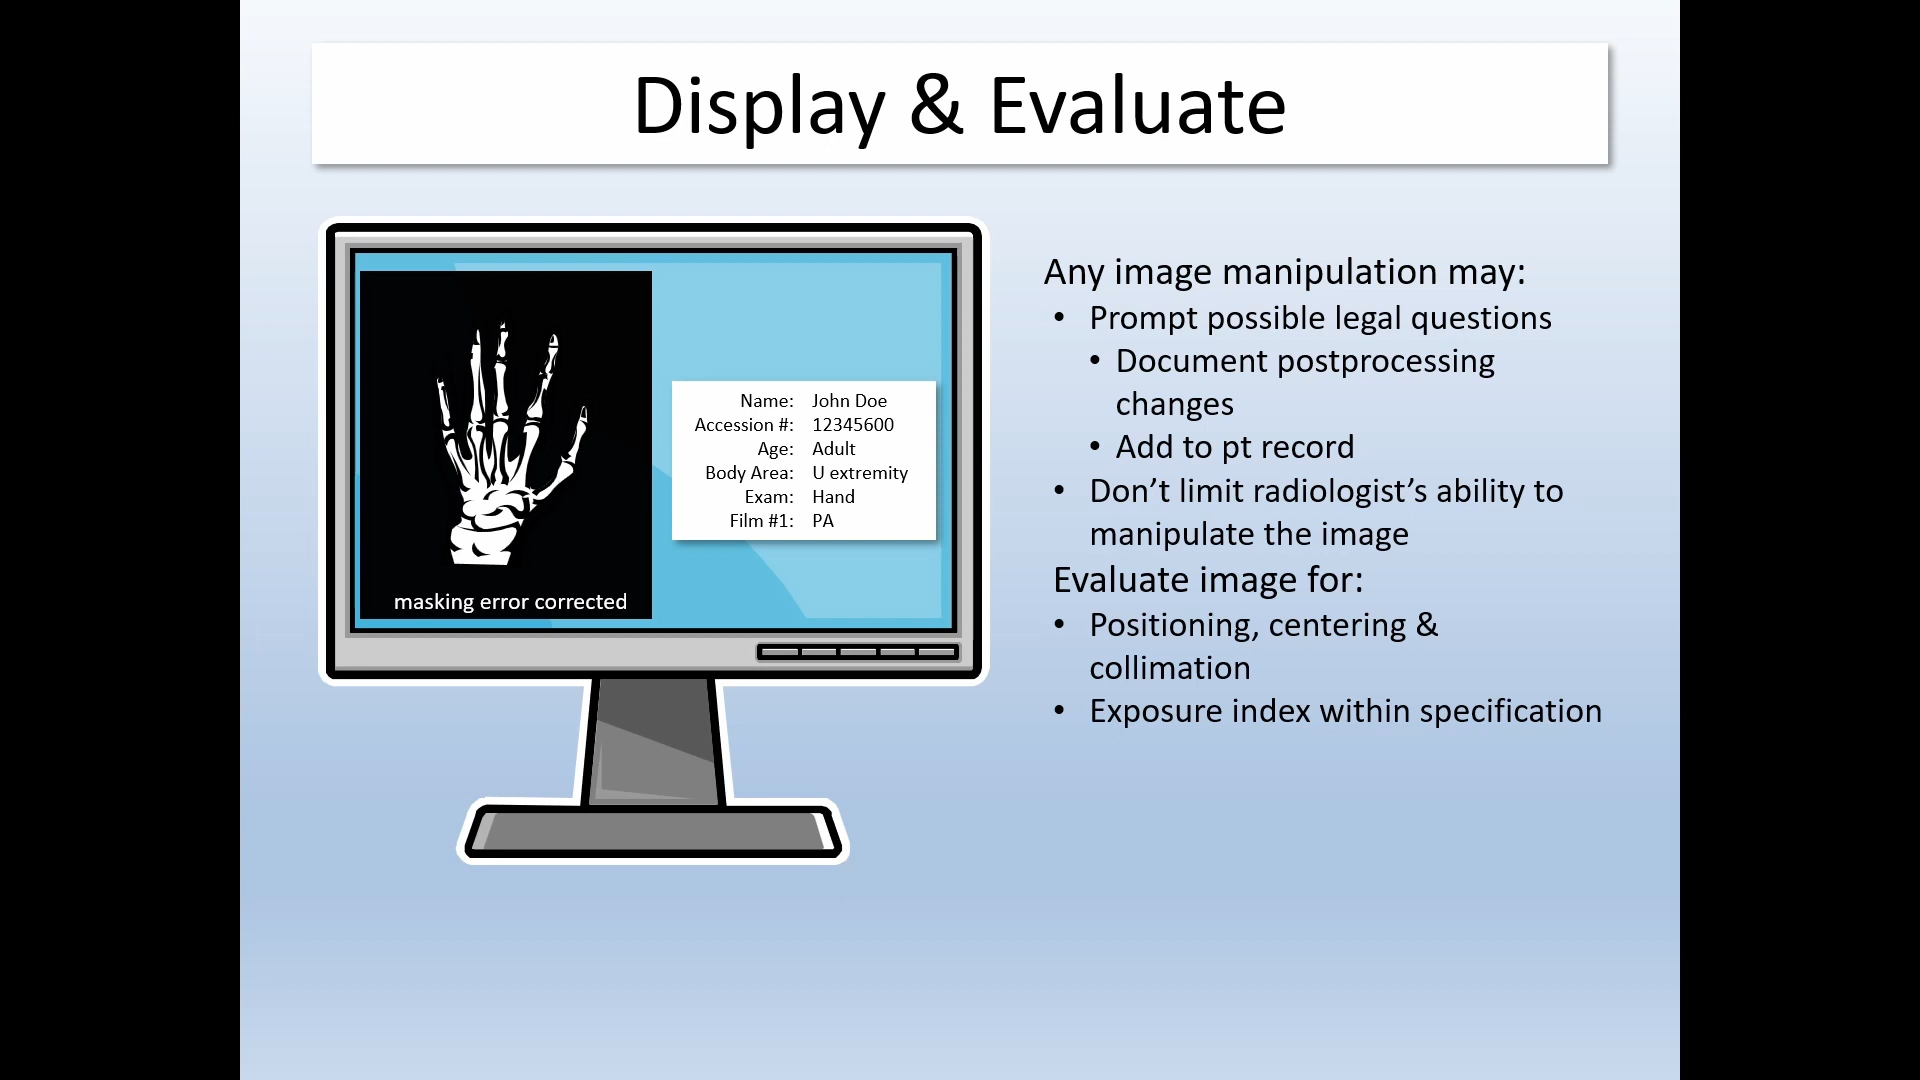 Display & Evaluate
masking error corrected
Name: John Doe
Accession #: 12345600
Age: Adult
Body Area: U extremity
Exam: Hand
Film #1: PA
Any image manipulation may:
• Prompt possible legal questions
• Document postprocessing
changes
• Add to pt record
• Don’t limit radiologist’s ability to
manipulate the image
Evaluate image for:
• Positioning, centering &
collimation
• Exposure index within specification